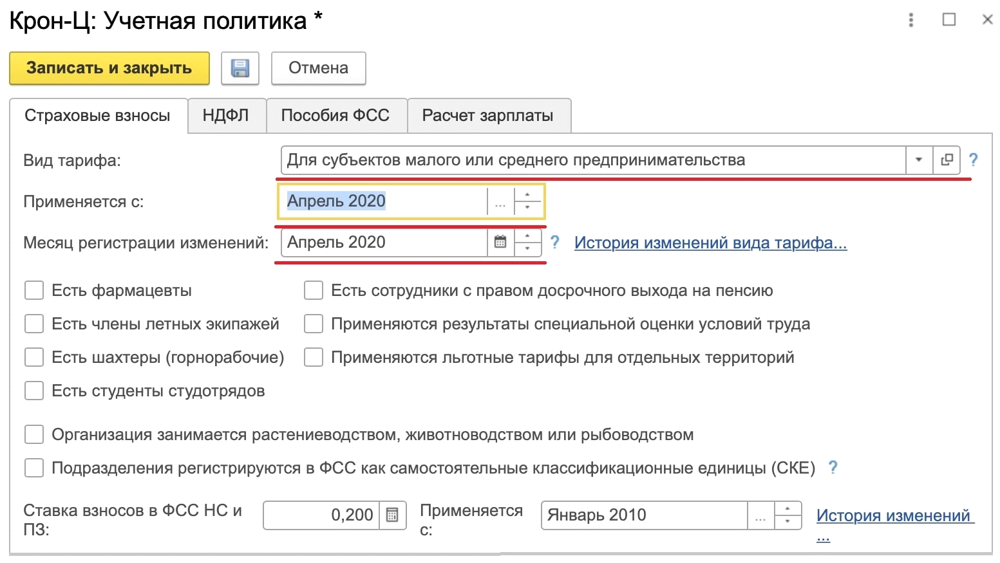 Крон-Ц: Учетная политика *
Записать и закрыть
Отмена
Страховые взносы
НДФЛ
Пособия ФСС
Расчет зарплаты
Вид тарифа:
Для субъектов малого или среднего предпринимательства
?
Применяется с:
Апрель 2020
...
Месяц регистрации изменений:
Апрель 2020
?
История изменений вида тарифа...
Есть фармацевты
Есть сотрудники с правом досрочного выхода на пенсию
Есть члены летных экипажей
Применяются результаты специальной оценки условий труда
Есть шахтеры (горнорабочие)
Применяются льготные тарифы для отдельных территорий
Есть студенты студотрядов
Организация занимается растениеводством, животноводством или рыбоводством
Подразделения регистрируются в ФСС как самостоятельные классификационные единицы (СКЕ)
?
Ставка взносов в ФСС НС и
ПЗ:
0,200
Применяется
с:
Январь 2010
...
История изменений
...